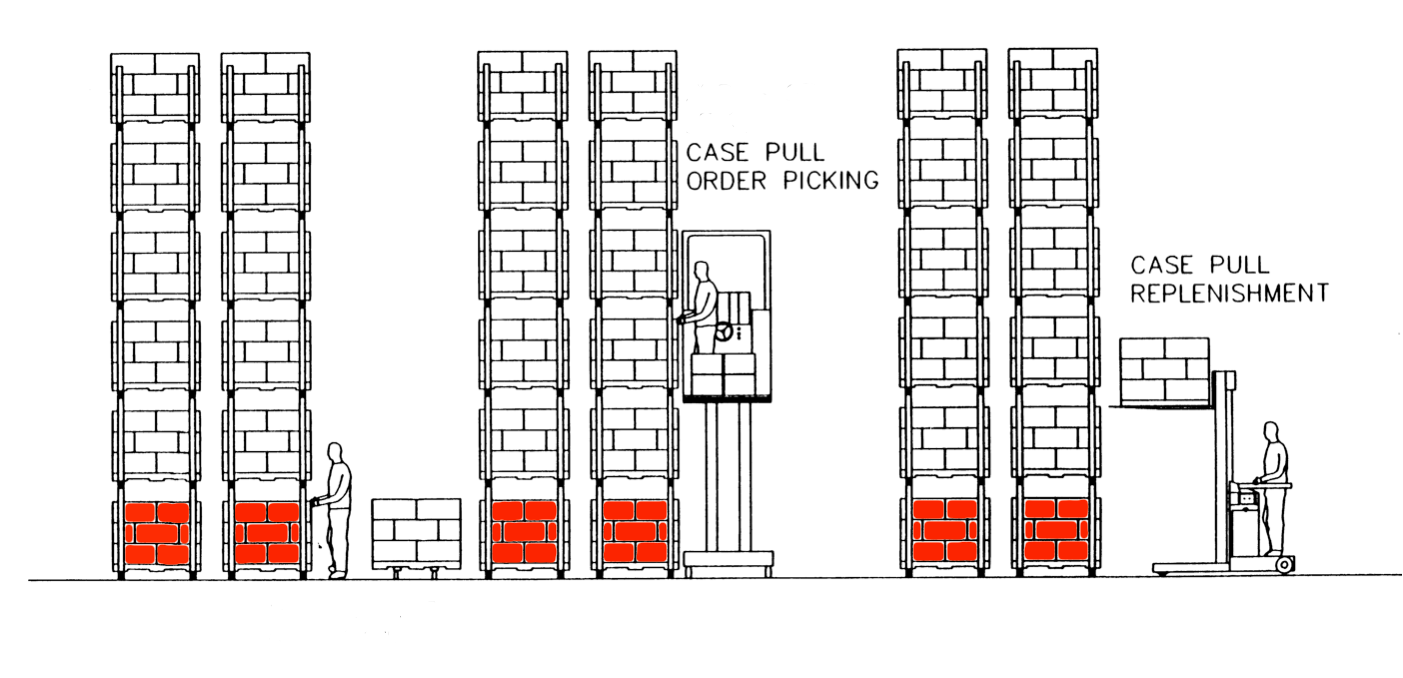 CASE PULL
ORDER PICKING
CASE PULL
REPLENISHMENT